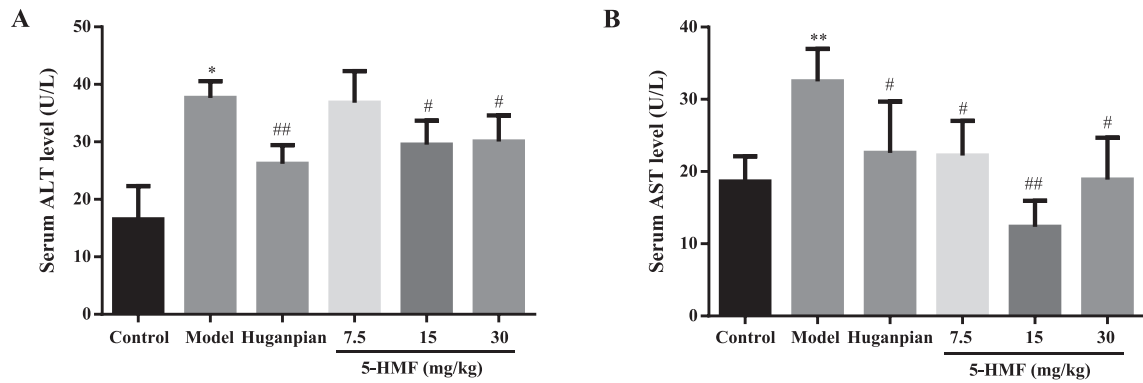 A
Serum ALT level (U/L)
50
40
30
20
10
0
*
##
#
#
Control Model Huganpian 7.5 15 30
5-HMF (mg/kg)
B
Serum AST level (U/L)
40
30
20
10
0
**
#
#
##
#
Control Model Huganpian 7.5 15 30
5-HMF (mg/kg)